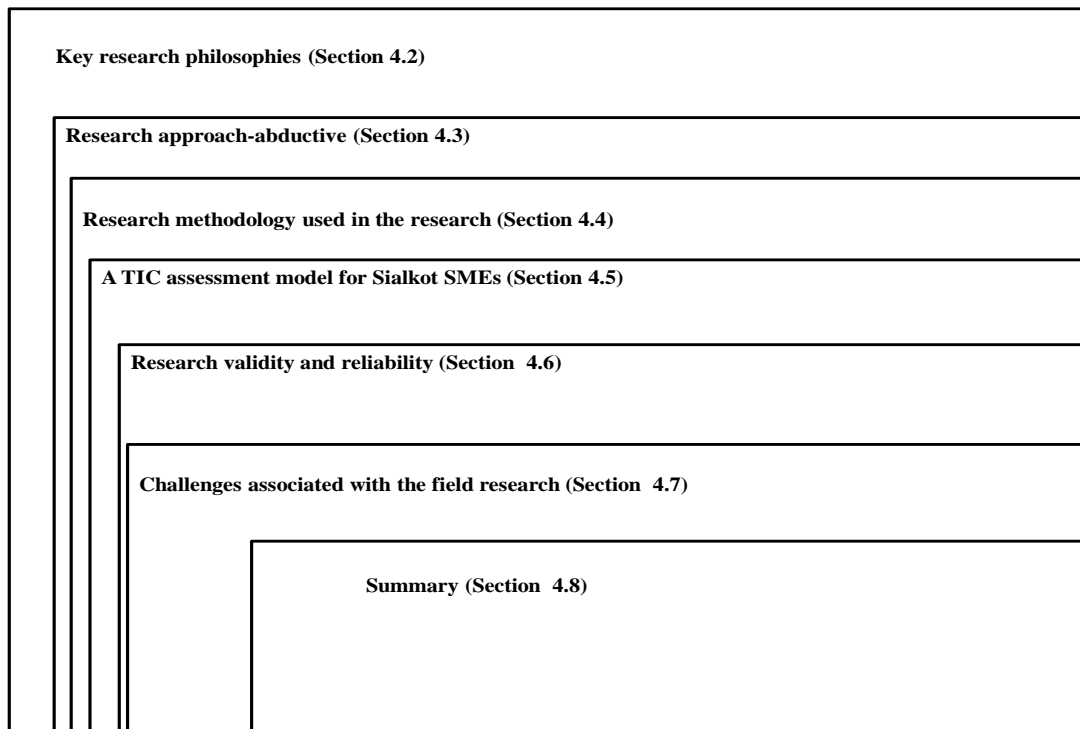 Key research philosophies (Section 4.2)
Research approach-abductive (Section 4.3)
Research methodology used in the research (Section 4.4)
A TIC assessment model for Sialkot SMEs (Section 4.5)
Research validity and reliability (Section 4.6)
Challenges associated with the field research (Section 4.7)
Summary (Section 4.8)